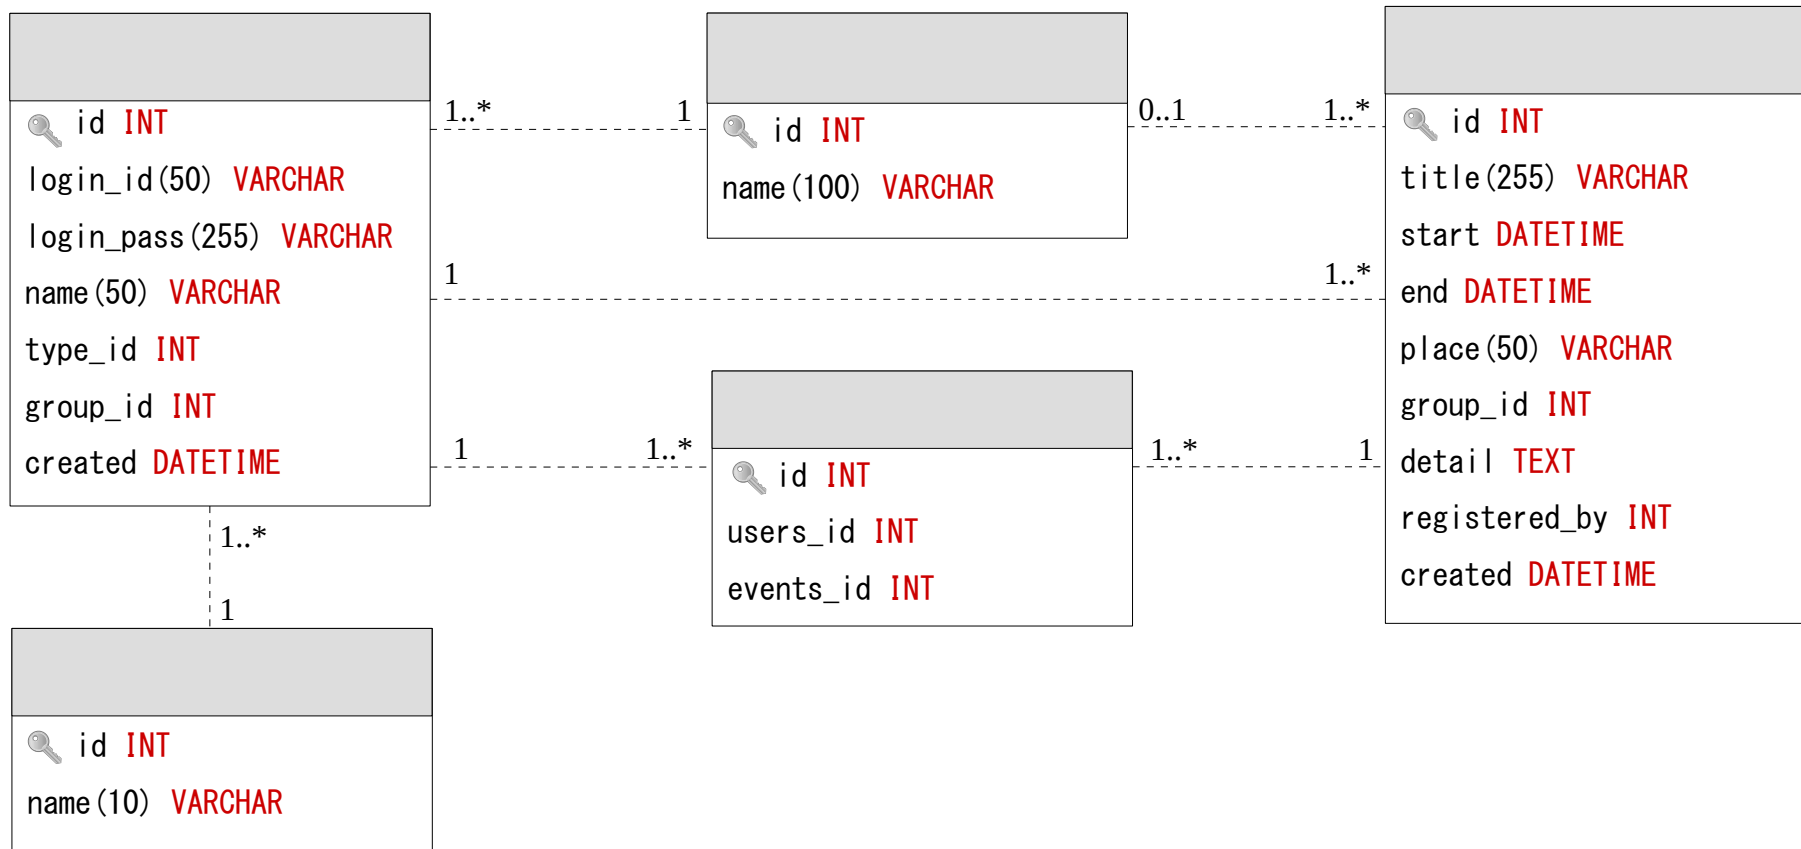 id INT
login_id(50) VARCHAR
login_pass(255) VARCHAR
name(50) VARCHAR
type_id INT
group_id INT
created DATETIME
1..*
1
id INT
name(100) VARCHAR
0..1
1..*
1
1..*
1
1..*
id INT
users_id INT
events_id INT
1..*
1
id INT
title(255) VARCHAR
start DATETIME
end DATETIME
place(50) VARCHAR
group_id INT
detail TEXT
registered_by INT
created DATETIME
1..*
1
id INT
name(10) VARCHAR